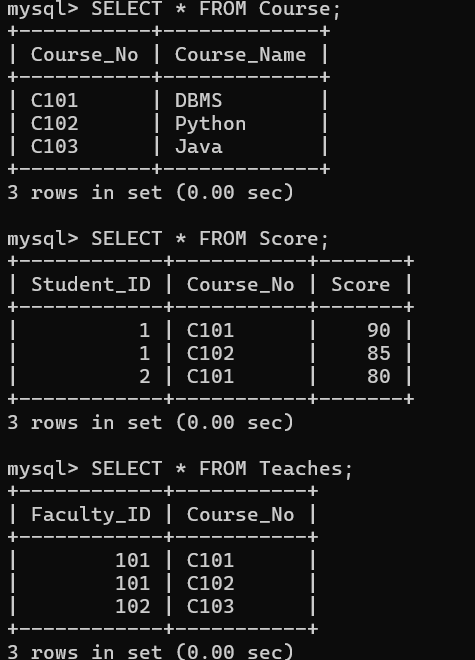 mysql> SELECT * FROM Course;
+-----------+-------------+
| Course_No | Course_Name |
+-----------+-------------+
| C101      | DBMS        |
| C102      | Python      |
| C103      | Java        |
+-----------+-------------+
3 rows in set (0.00 sec)

mysql> SELECT * FROM Score;
+------------+-----------+-------+
| Student_ID | Course_No | Score |
+------------+-----------+-------+
|          1 | C101      |    90 |
|          1 | C102      |    85 |
|          2 | C101      |    80 |
+------------+-----------+-------+
3 rows in set (0.00 sec)

mysql> SELECT * FROM Teaches;
+------------+-----------+
| Faculty_ID | Course_No |
+------------+-----------+
|        101 | C101      |
|        101 | C102      |
|        102 | C103      |
+------------+-----------+
3 rows in set (0.00 sec)